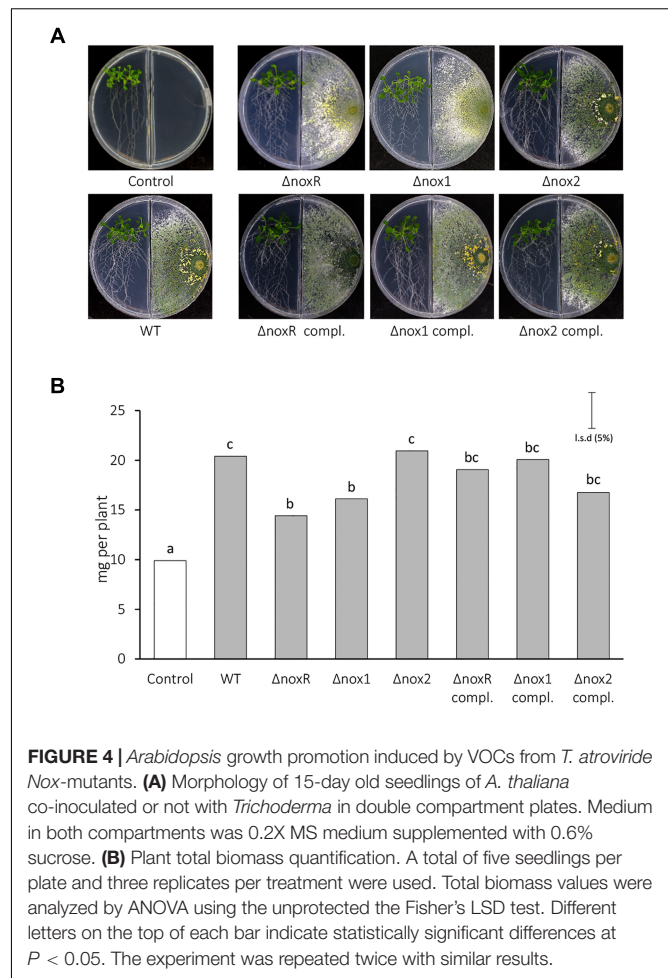 A
Control
ΔnoxR
Δnox1
Δnox2
WT
ΔnoxR compl.
Δnox1 compl.
Δnox2 compl.
B
mg per plant
25
20
15
10
5
0
a
c
b
b
c
bc
bc
bc
l.s.d (5%)
Control
WT
ΔnoxR
Δnox1
Δnox2
ΔnoxR
compl.
Δnox1
compl.
Δnox2
compl.
FIGURE 4 | Arabidopsis growth promotion induced by VOCs from T. atroviride
Nox-mutants. (A) Morphology of 15-day old seedlings of A. thaliana
co-inoculated or not with Trichoderma in double compartment plates. Medium
in both compartments was 0.2X MS medium supplemented with 0.6%
sucrose. (B) Plant total biomass quantification. A total of five seedlings per
plate and three replicates per treatment were used. Total biomass values were
analyzed by ANOVA using the unprotected the Fisher's LSD test. Different
letters on the top of each bar indicate statistically significant differences at
P < 0.05. The experiment was repeated twice with similar results.